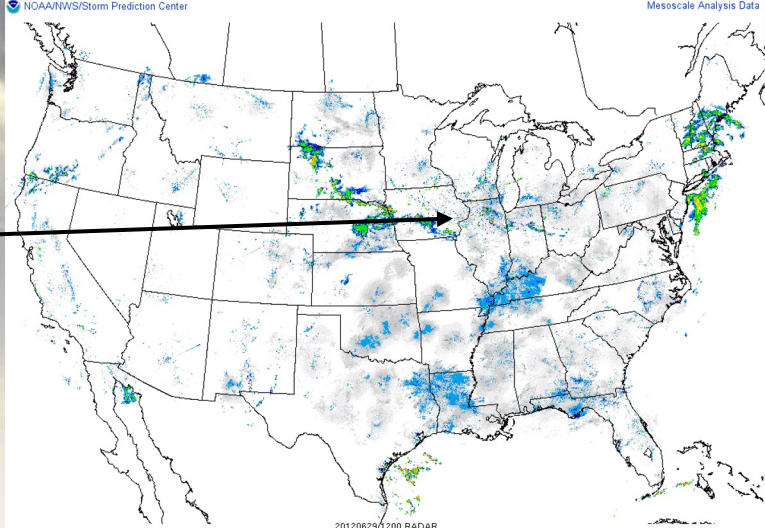 NOAA/NWS/Storm Prediction Center
Mesoscale Analysis Data
20120629/1200 RADAR